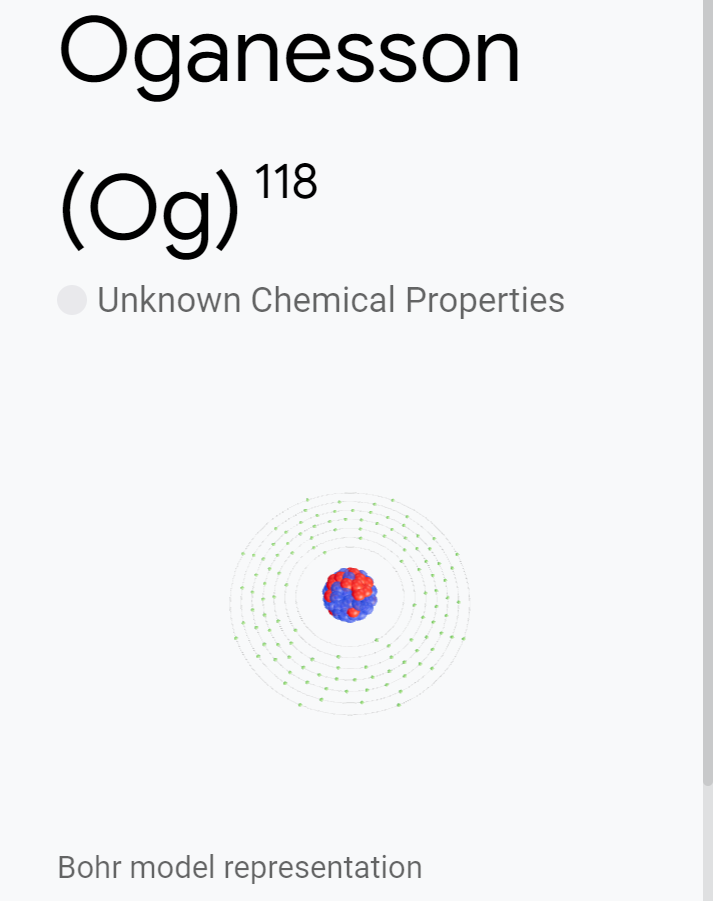 Oganesson
(Og) 118
Unknown Chemical Properties
Bohr model representation